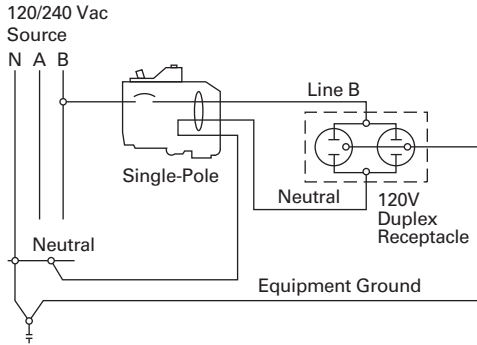 120/240 Vac
Source
N A B
Line B
Single-Pole
Neutral
120V
Duplex
Receptacle
Neutral
Equipment Ground